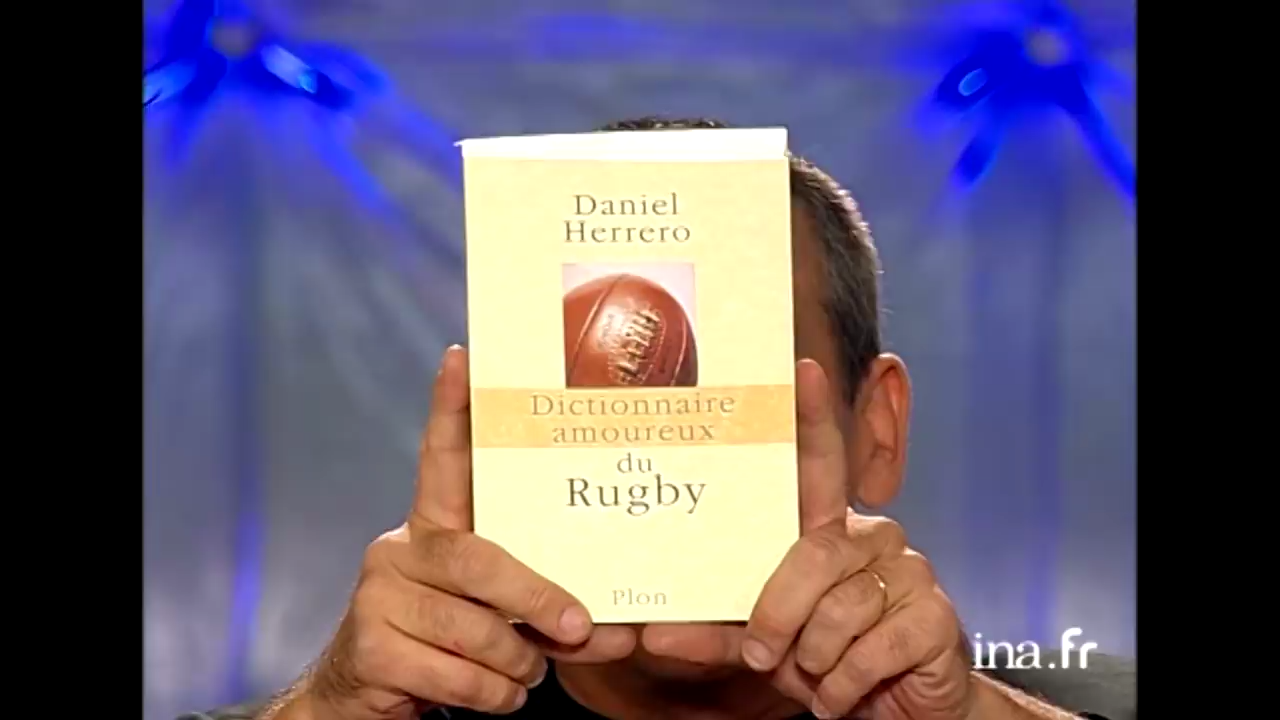 Daniel
Herrero
Dictionnaire
amoureux
du
Rugby
Plon
ina.fr